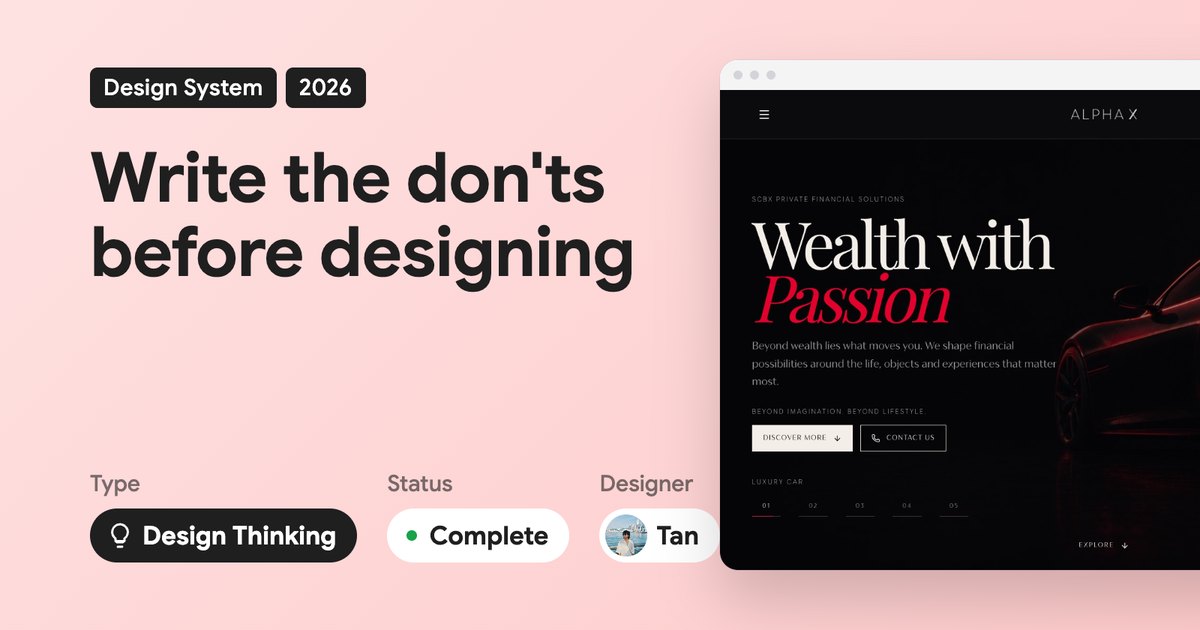 Design System
2026
Write the don'ts
before designing
Type
Status
Designer
Design Thinking
Complete
Tan
ALPHA X
SCBX PRIVATE FINANCIAL SOLUTIONS
Wealth with
Passion
Beyond wealth lies what moves you. We shape financial
possibilities around the life, objects and experiences that matter
most.
BEYOND IMAGINATION. BEYOND LIFESTYLE.
DISCOVER MORE
CONTACT US
LUXURY CAR
01 02 03 04 05
EXPLORE